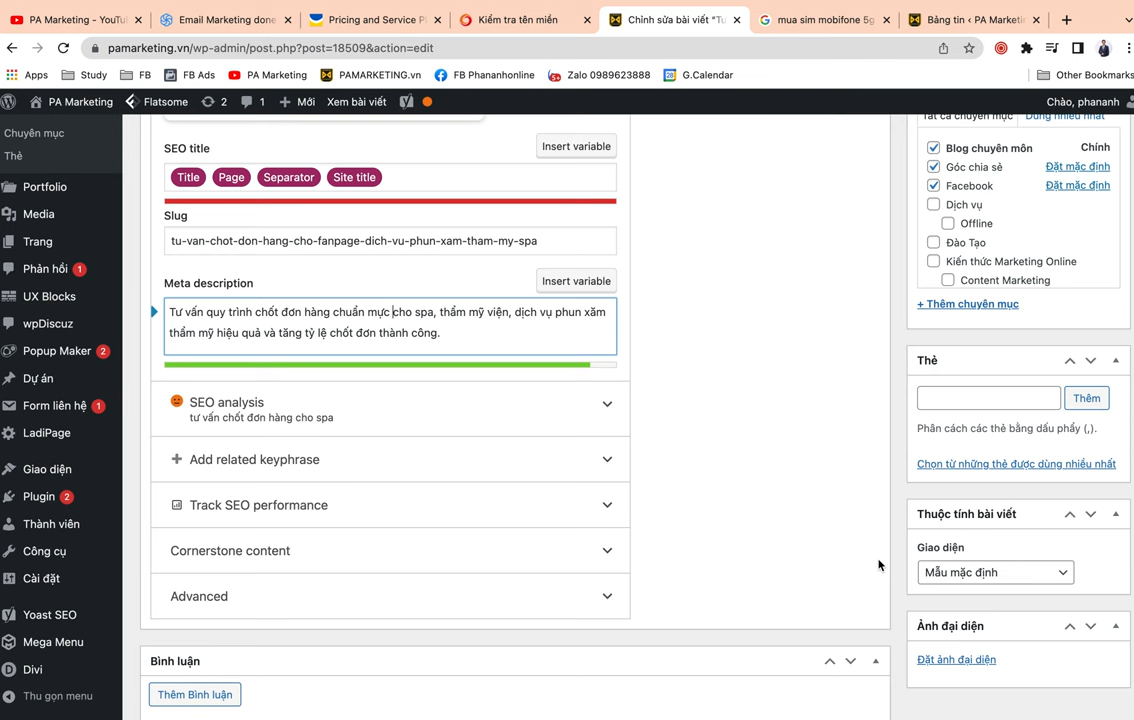 PA Marketing - YouTu
Email Marketing done
Pricing and Service P
Kiểm tra tên miền
Chỉnh sửa bài viết "Tu
mua sim mobifone 5g
Bảng tin ‹ PA Marketin
pamarketing.vn/wp-admin/post.php?post=18509&action=edit
Apps
Study
FB
FB Ads
PA Marketing
PAMARKETING.vn
FB Phananhonline
Zalo 0989623888
G.Calendar
Other Bookmarks
PA Marketing
Flatsome
2
1
Mới
Xem bài viết
Chào, phananh
Chuyên mục
Thẻ
Portfolio
Media
Trang
Phản hồi 1
UX Blocks
wpDiscuz
Popup Maker 2
Dự án
Form liên hệ 1
LadiPage
Giao diện
Plugin 2
Thành viên
Công cụ
Cài đặt
Yoast SEO
Mega Menu
Divi
Thu gọn menu
SEO title
Insert variable
Title Page Separator Site title
Slug
tu-van-chot-don-hang-cho-fanpage-dich-vu-phun-xam-tham-my-spa
Meta description
Insert variable
Tư vấn quy trình chốt đơn hàng chuẩn mực cho spa, thẩm mỹ viện, dịch vụ phun xăm
thẩm mỹ hiệu quả và tăng tỷ lệ chốt đơn thành công.
SEO analysis
tư vấn chốt đơn hàng cho spa
Add related keyphrase
Track SEO performance
Cornerstone content
Advanced
Bình luận
Thêm Bình luận
Tất cả chuyên mục
Dùng nhiều nhất
Blog chuyên môn
Chính
Góc chia sẻ
Đặt mặc định
Facebook
Đặt mặc định
Dịch vụ
Offline
Đào Tạo
Kiến thức Marketing Online
Content Marketing
+ Thêm chuyên mục
Thẻ
Thêm
Phân cách các thẻ bằng dấu phẩy (,).
Chọn từ những thẻ được dùng nhiều nhất
Thuộc tính bài viết
Giao diện
Mẫu mặc định
Ảnh đại diện
Đặt ảnh đại diện